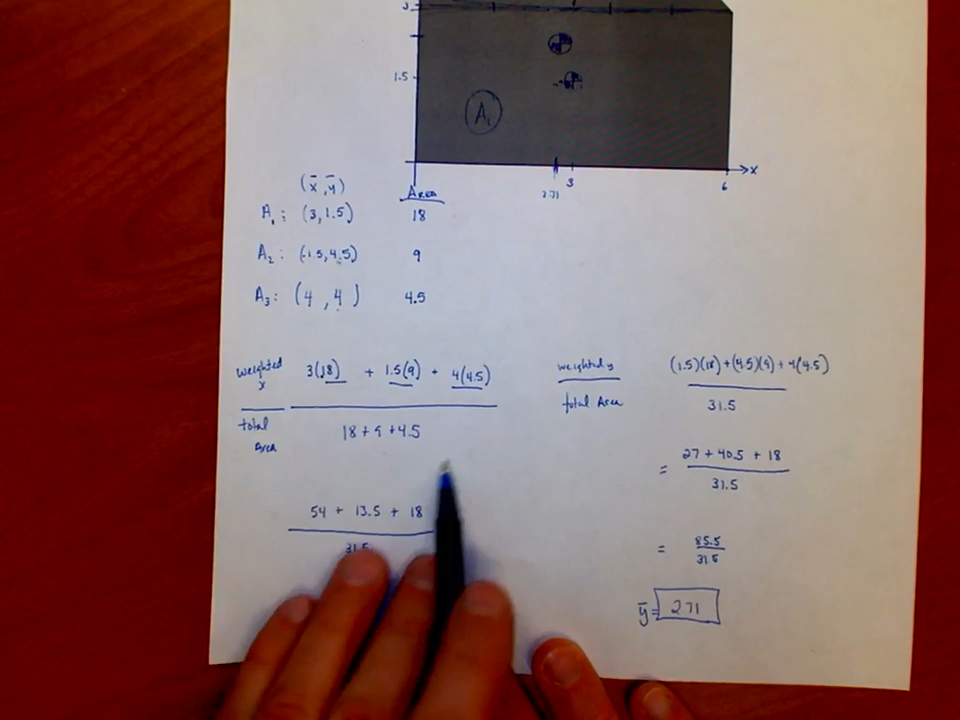 3
1.5
A₁
x
2.71
3
6
(x̄, ȳ)
Area
A₁: (3, 1.5) 18
A₂: (1.5, 4.5) 9
A₃: (4, 4) 4.5
weighted x
3(18) + 1.5(9) + 4(4.5)
total Area
18 + 9 + 4.5
54 + 13.5 + 18
31.5
weighted y
(1.5)(18) + (4.5)(9) + 4(4.5)
total Area
31.5
= 27 + 40.5 + 18
31.5
= 85.5
31.5
ȳ = 2.71